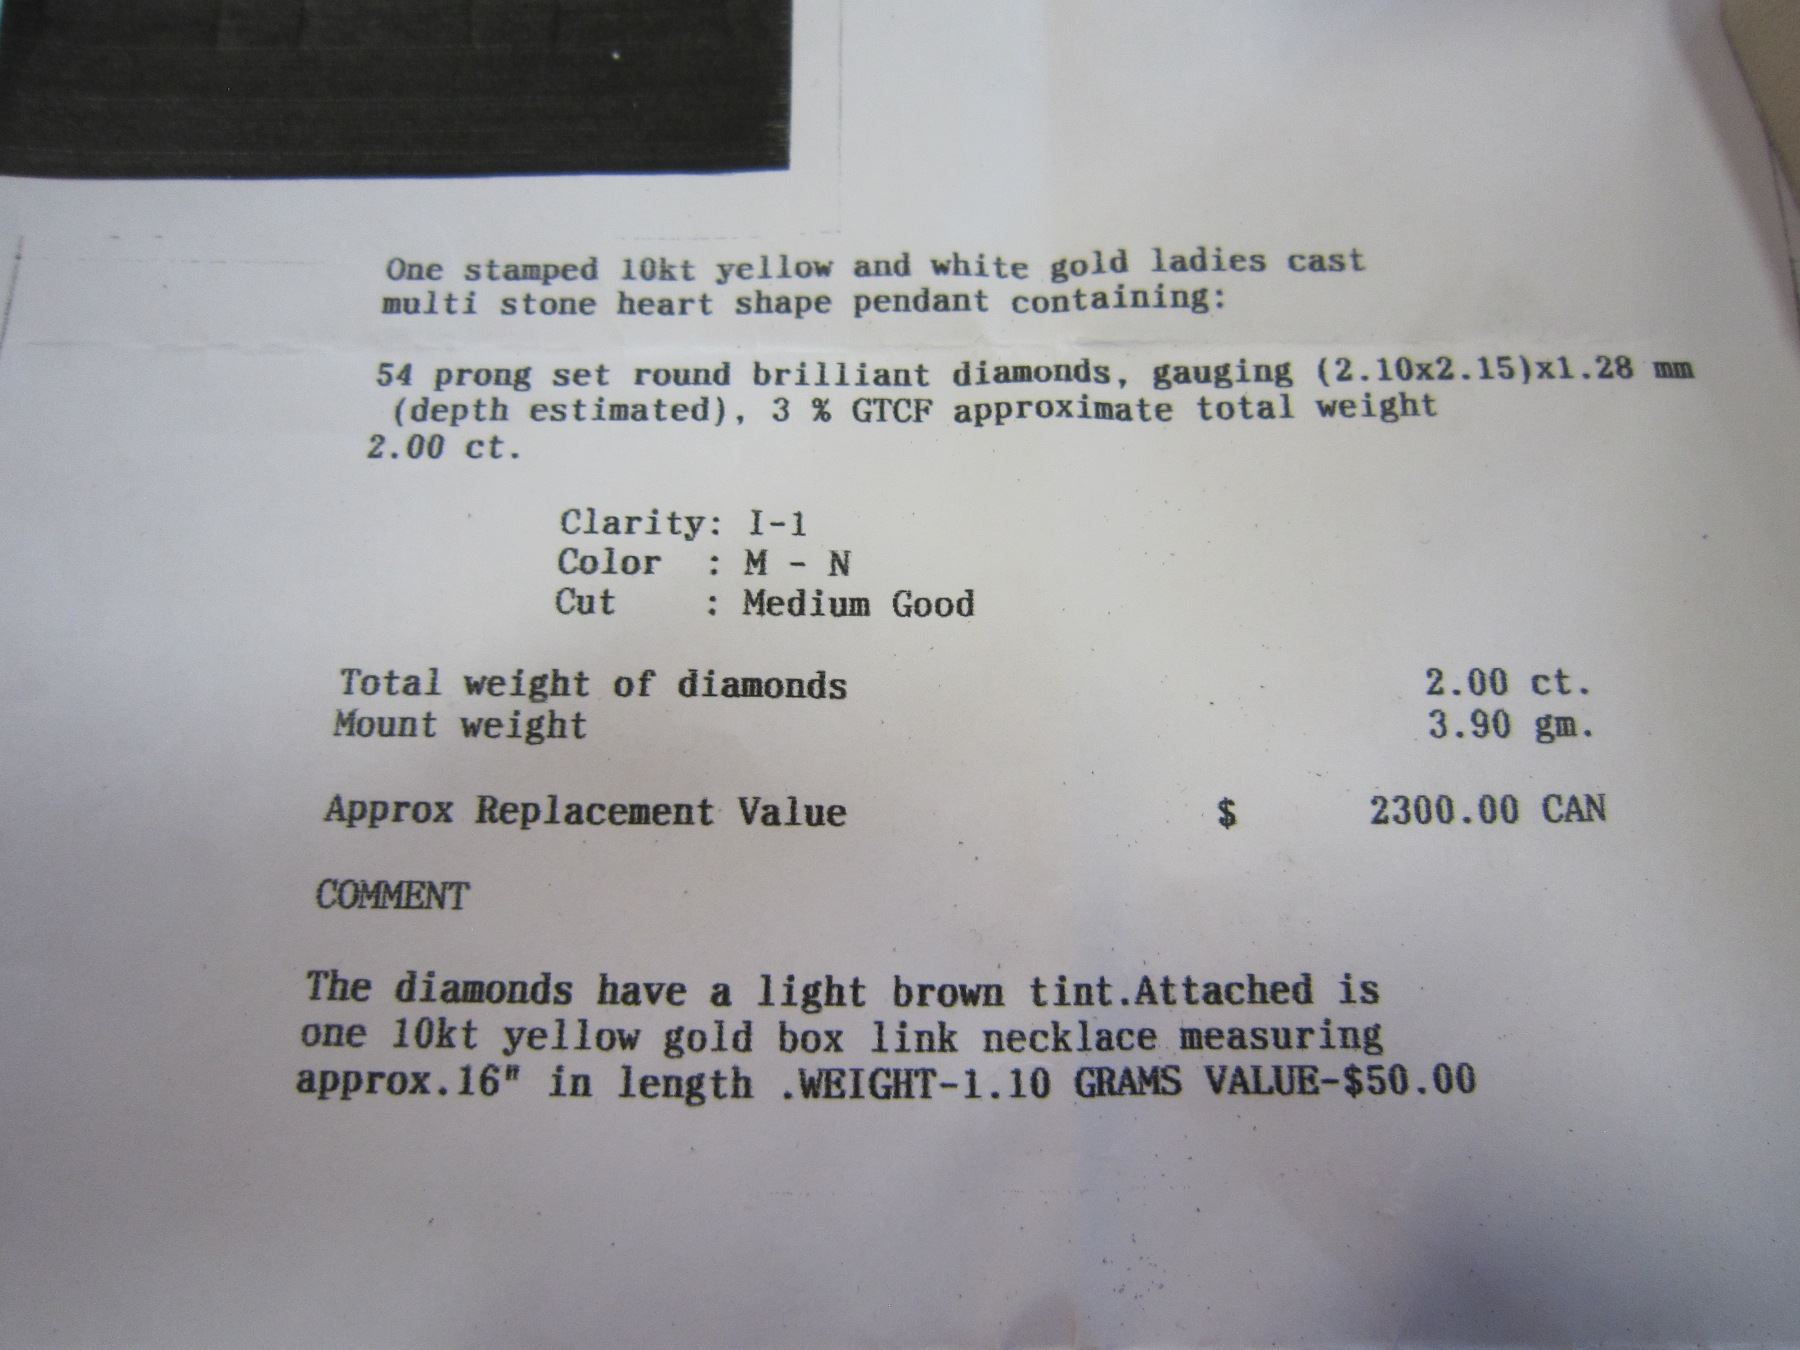 One stamped 10kt yellow and white gold ladies cast
multi stone heart shape pendant containing:
54 prong set round brilliant diamonds, gauging (2.10x2.15)x1.28 mm
(depth estimated), 3 % GTCF approximate total weight
2.00 ct.
Clarity: I-1
Color : M - N
Cut : Medium Good
Total weight of diamonds 2.00 ct.
Mount weight 3.90 gm.
Approx Replacement Value $ 2300.00 CAN
COMMENT
The diamonds have a light brown tint.Attached is
one 10kt yellow gold box link necklace measuring
approx.16" in length .WEIGHT-1.10 GRAMS VALUE-$50.00